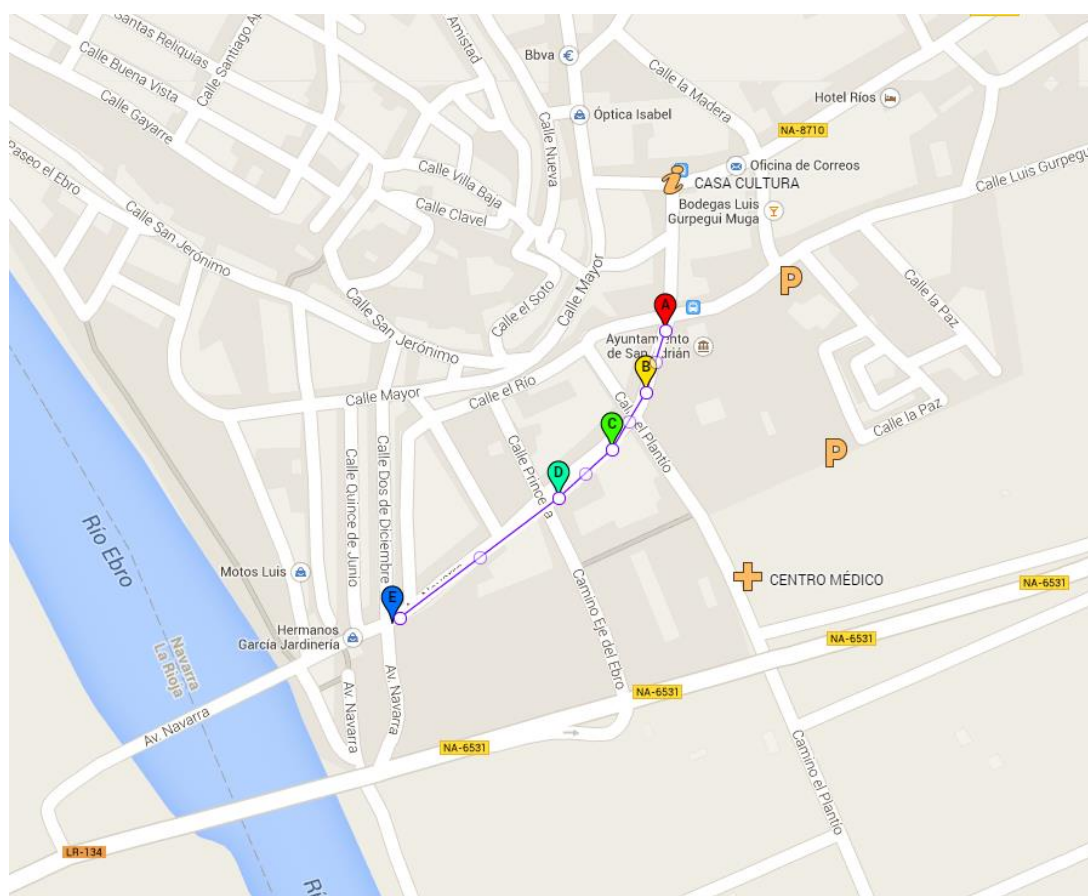 Santas Reliquias
Calle Buena Vista
Calle Gayarre
Calle Santiago
Amistad
Bbva
€
Calle la Madera
Hotel Ríos
NA-8710
Óptica Isabel
Calle Nueva
Paseo el Ebro
Calle San Jerónimo
Calle Villa Baja
Calle Clavel
Oficina de Correos
i CASA CULTURA
Bodegas Luis
Gurpegui Muga
Calle Luis Gurpegui
Calle Mayor
Calle el Soto
P
Calle la Paz
Calle San Jerónimo
A
Ayuntamiento
de San Adrián
B
Calle Mayor
Calle el Río
Calle el Plantío
C
Calle la Paz
P
D
Calle Princesa
Calle Dos de Diciembre
Calle Quince de Junio
Río Ebro
Motos Luis
E
CENTRO MÉDICO
NA-6531
NA-6531
Hermanos
García Jardinería
Camino Eje del Ebro
Navarra
La Rioja
Av. Navarra
Av. Navarra
Av. Navarra
NA-6531
NA-6531
Camino el Plantío
LR-134